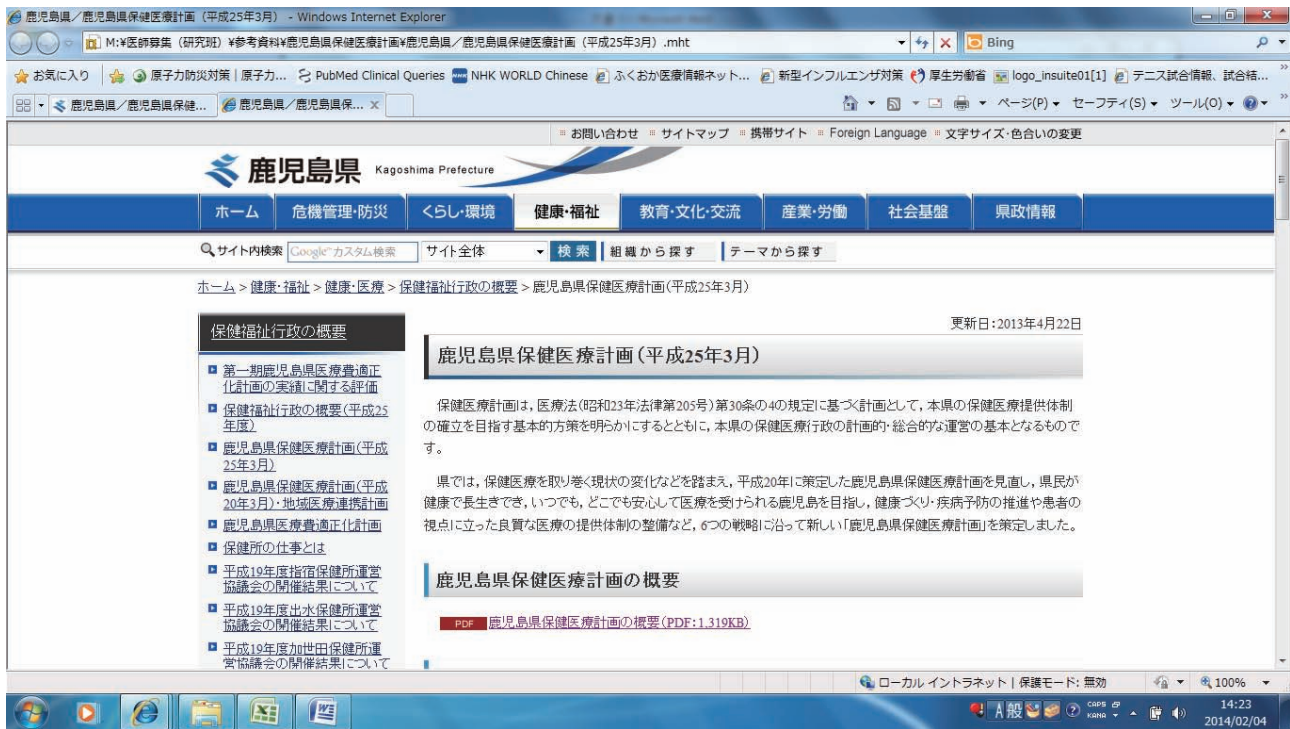 鹿児島県／鹿児島県保健医療計画（平成25年3月） - Windows Internet Explorer
M:¥医師募集（研究班）¥参考資料¥鹿児島県保健医療計画¥鹿児島県／鹿児島県保健医療計画（平成25年3月）.mht
Bing
お気に入り 原子力防災対策｜原子力... PubMed Clinical Queries NHK WORLD Chinese ふくおか医療情報ネット... 新型インフルエンザ対策 厚生労働省 logo_insuite01[1] テニス試合情報、試合結...
鹿児島県／鹿児島県保健... 鹿児島県／鹿児島県保... X ページ(P) セーフティ(S) ツール(O)
お問い合わせ サイトマップ 携帯サイト Foreign Language 文字サイズ・色合いの変更
鹿児島県 Kagoshima Prefecture
ホーム 危機管理・防災 くらし・環境 健康・福祉 教育・文化・交流 産業・労働 社会基盤 県政情報
サイト内検索 Google カスタム検索 サイト全体 検索 組織から探す テーマから探す
ホーム > 健康・福祉 > 健康・医療 > 保健福祉行政の概要 > 鹿児島県保健医療計画(平成25年3月)
更新日：2013年4月22日
保健福祉行政の概要
第一期鹿児島県医療費適正
化計画の実績に関する評価
保健福祉行政の概要(平成25
年度)
鹿児島県保健医療計画(平成
25年3月)
鹿児島県保健医療計画(平成
20年3月)・地域医療連携計画
鹿児島県医療費適正化計画
保健所の仕事とは
平成19年度指宿保健所運営
協議会の開催結果について
平成19年度出水保健所運営
協議会の開催結果について
平成19年度加世田保健所運
営協議会の開催結果について
鹿児島県保健医療計画(平成25年3月)
保健医療計画は，医療法(昭和23年法律第205号)第30条の4の規定に基づく計画として，本県の保健医療提供体制
の確立を目指す基本的方策を明らかにするとともに，本県の保健医療行政の計画的・総合的な運営の基本となるもので
す。
県では，保健医療を取り巻く現状の変化などを踏まえ，平成20年に策定した鹿児島県保健医療計画を見直し，県民が
健康で長生きでき，いつでも，どこでも安心して医療を受けられる鹿児島を目指し，健康づくり・疾病予防の推進や患者の
視点に立った良質な医療の提供体制の整備など，6つの戦略に沿って新しい「鹿児島県保健医療計画」を策定しました。
鹿児島県保健医療計画の概要
PDF 鹿児島県保健医療計画の概要(PDF：1,319KB)
ローカル イントラネット | 保護モード: 無効 100%
A 般 CAPS KANA 14:23
2014/02/04